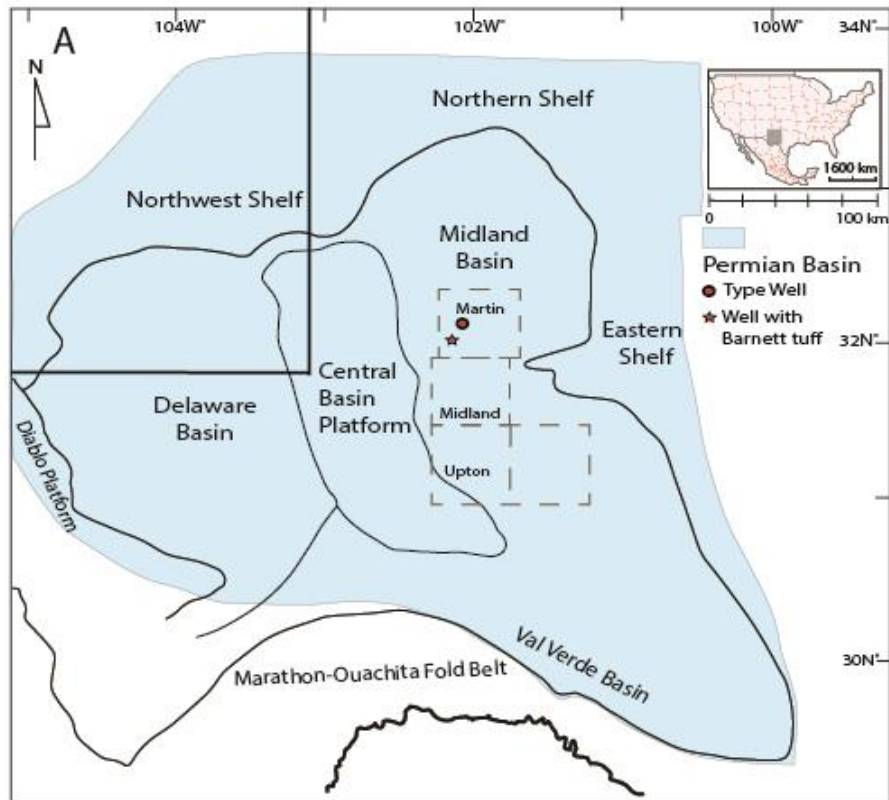 A
104W°
102W°
100W°
34N°
N
Northern Shelf
1600 km
Northwest Shelf
0
100 km
Midland
Basin
Permian Basin
Type Well
Martin
Well with
Barnett tuff
Eastern
Shelf
32N°
Central
Basin
Platform
Delaware
Basin
Midland
Diablo Platform
Upton
Val Verde Basin
30N°
Marathon-Ouachita Fold Belt